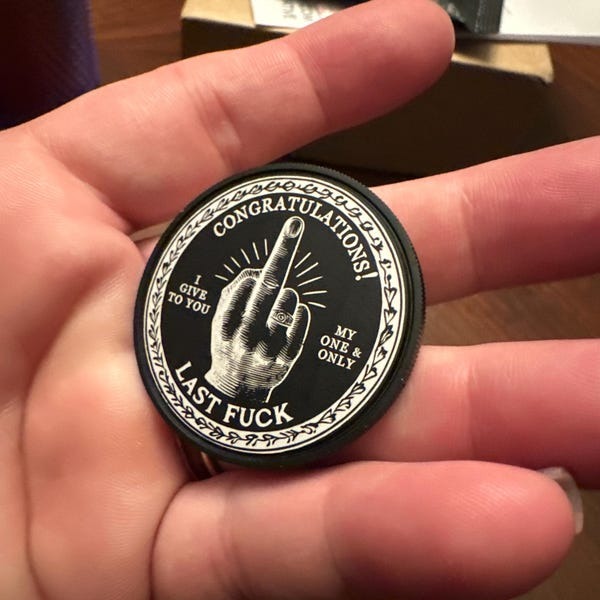 CONGRATULATIONS!
I
GIVE
TO YOU
MY
ONE &
ONLY
LAST FUCK